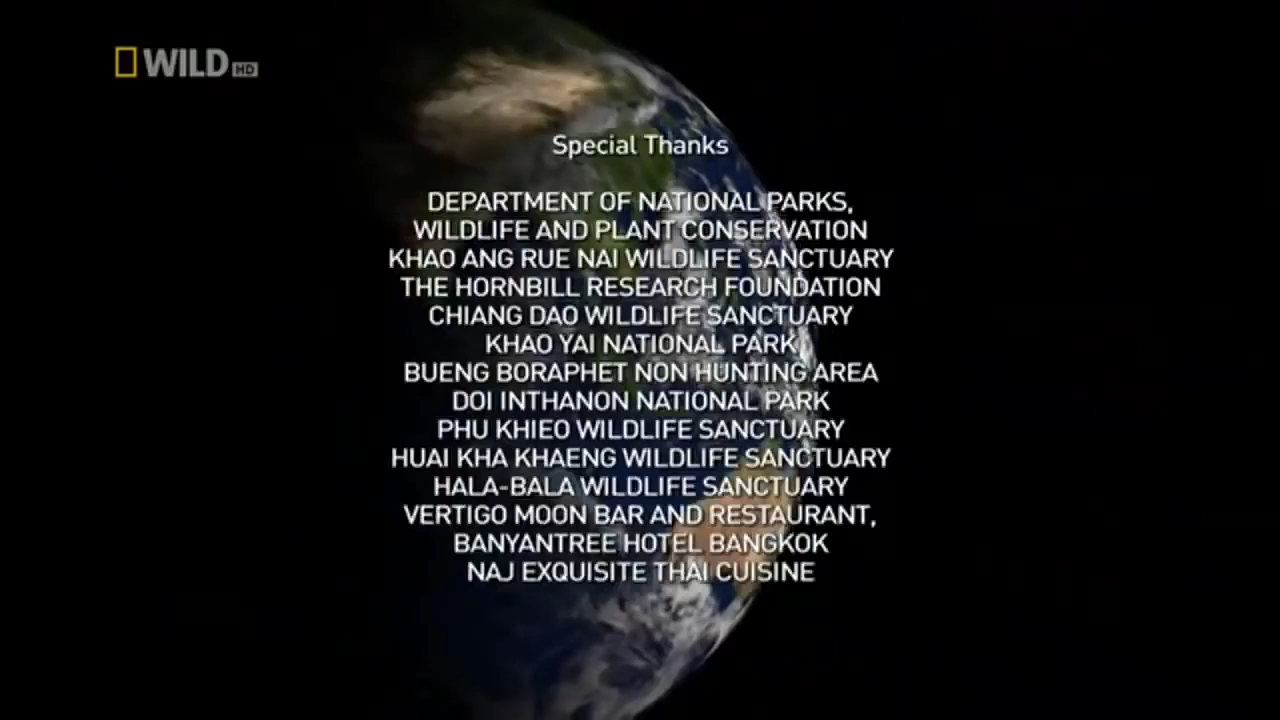 WILD HD
Special Thanks
DEPARTMENT OF NATIONAL PARKS,
WILDLIFE AND PLANT CONSERVATION
KHAO ANG RUE NAI WILDLIFE SANCTUARY
THE HORNBILL RESEARCH FOUNDATION
CHIANG DAO WILDLIFE SANCTUARY
KHAO YAI NATIONAL PARK
BUENG BORAPHET NON HUNTING AREA
DOI INTHANON NATIONAL PARK
PHU KHIEO WILDLIFE SANCTUARY
HUAI KHA KHAENG WILDLIFE SANCTUARY
HALA-BALA WILDLIFE SANCTUARY
VERTIGO MOON BAR AND RESTAURANT,
BANYANTREE HOTEL BANGKOK
NAJ EXQUISITE THAI CUISINE